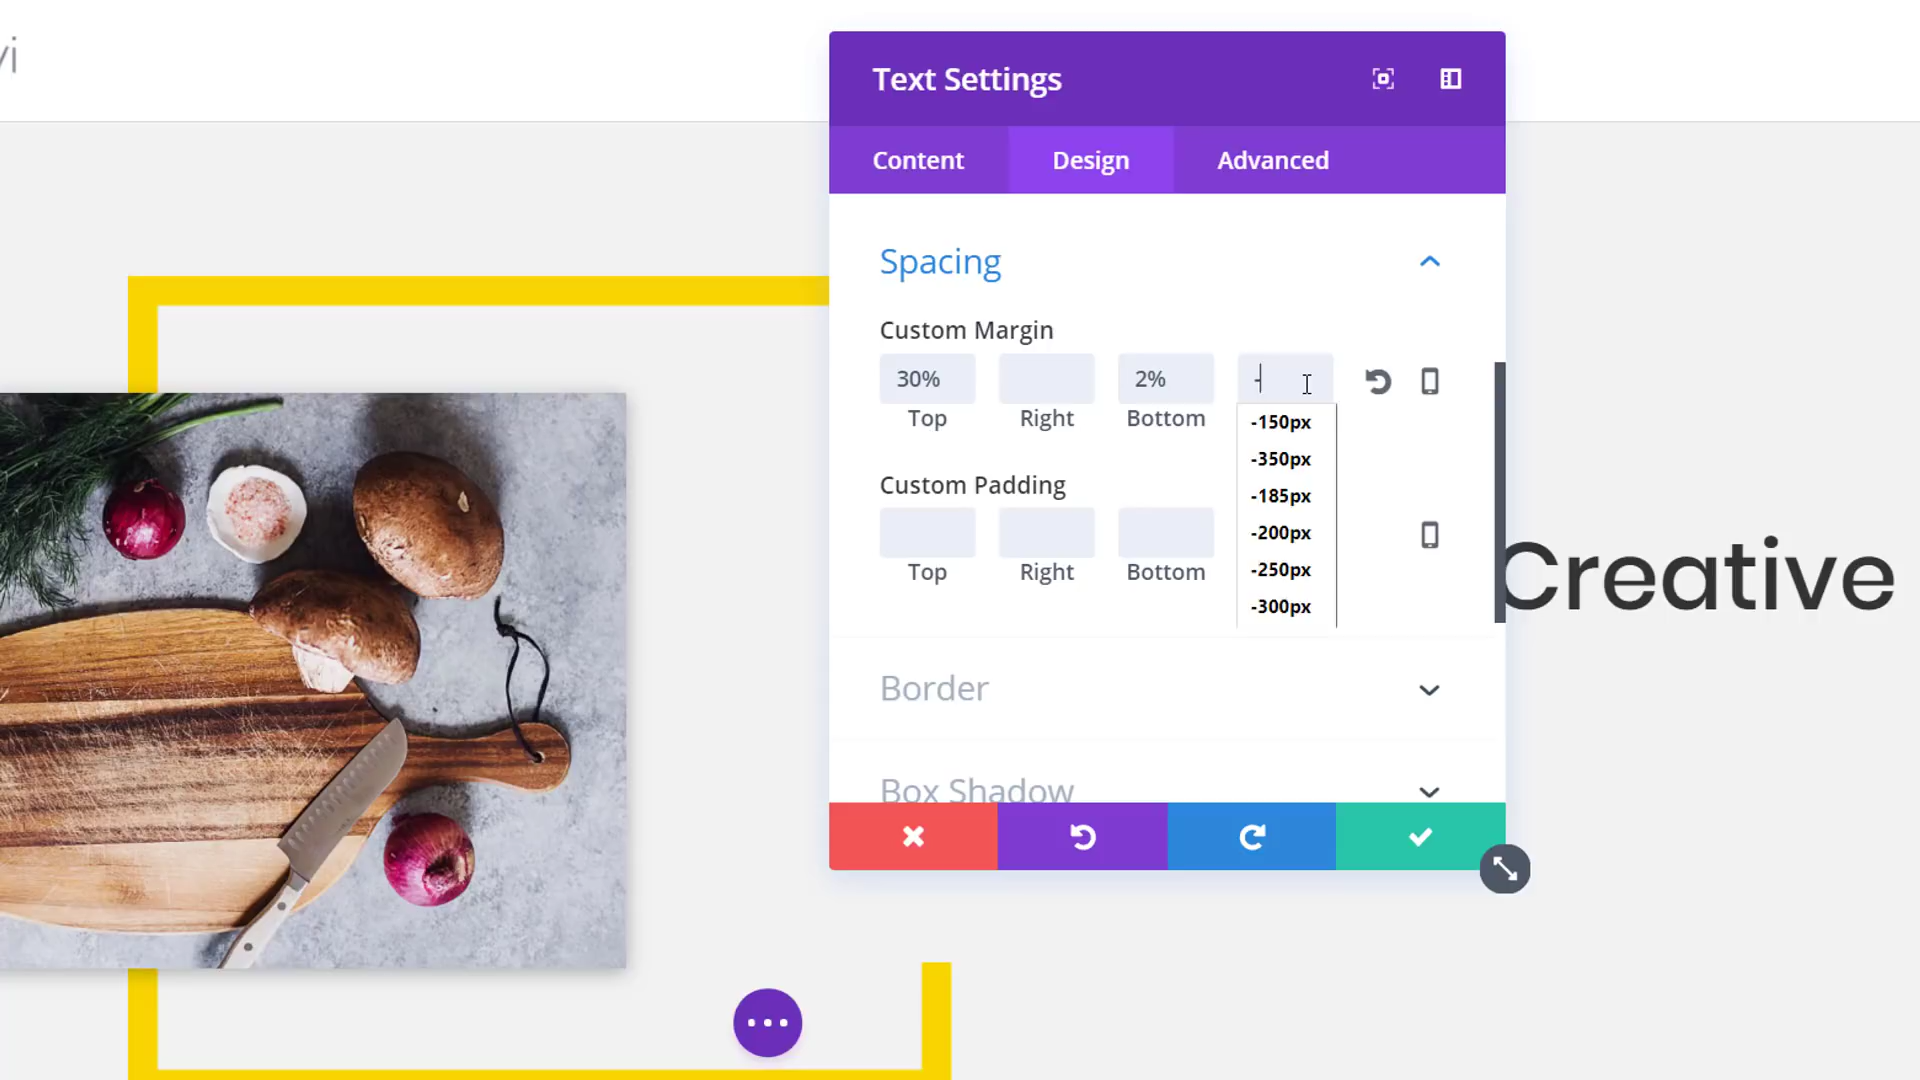 vi
Text Settings
Content Design Advanced
Spacing
Custom Margin
30% 2% -
Top Right Bottom
-150px
-350px
-185px
-200px
-250px
-300px
Custom Padding
Top Right Bottom
Creative
Border
Box Shadow